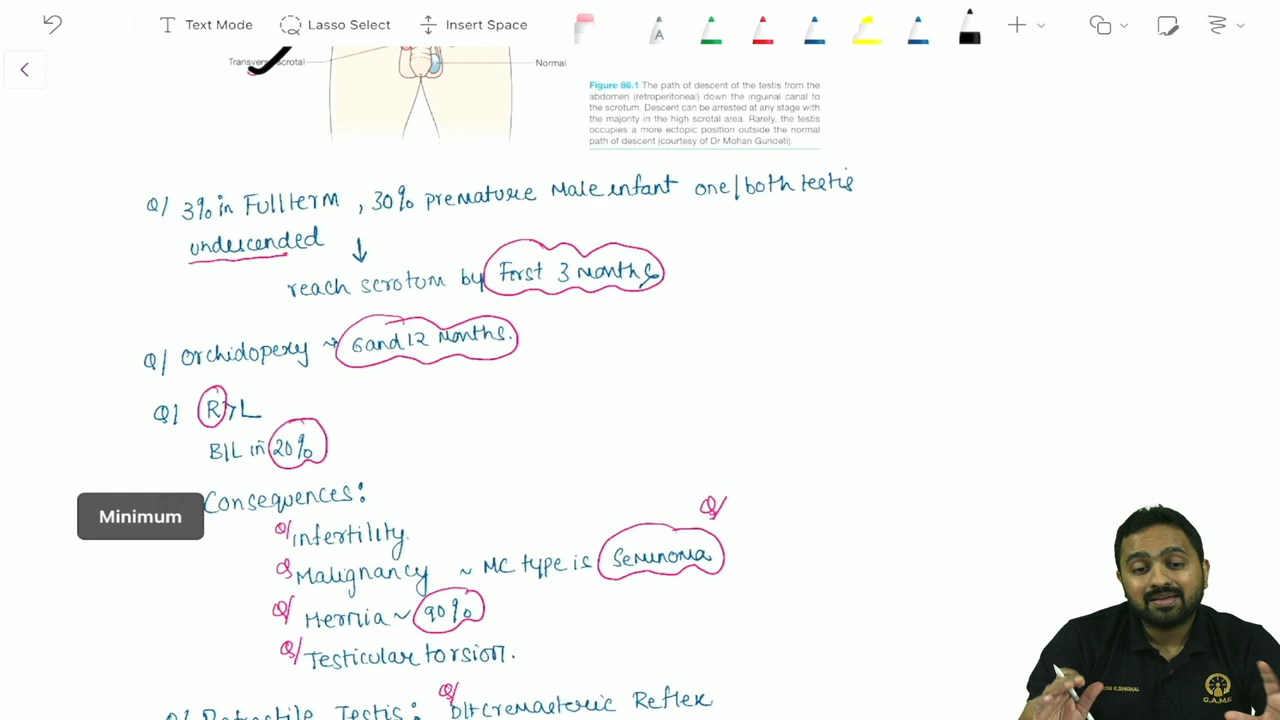 Text Mode Lasso Select Insert Space
A
Transverse scrotal
Normal
Figure 86.1 The path of descent of the testis from the
abdomen (retroperitoneal) down the inguinal canal to
the scrotum. Descent can be arrested at any stage with
the majority in the high scrotal area. Rarely, the testis
occupies a more ectopic position outside the normal
path of descent (courtesy of Dr Mohan Gundeti).
Q/ 3% in Full term, 30% premature Male infant one/both testis
undescended ↓
reach scrotum by First 3 months
Q/ Orchidopexy → 6 and 12 Months.
Q/ R>L
B/L in 20%
Consequences:
Minimum
Q/ infertility.
Q/ Malignancy ~ MC type is Seminoma Q/
Q/ Hernia ~ 90%
Q/ Testicular torsion.
Q/ Retractile Testis: Q/ Dlt cremasteric Reflex
K.SINGHAL
G.A.M.S